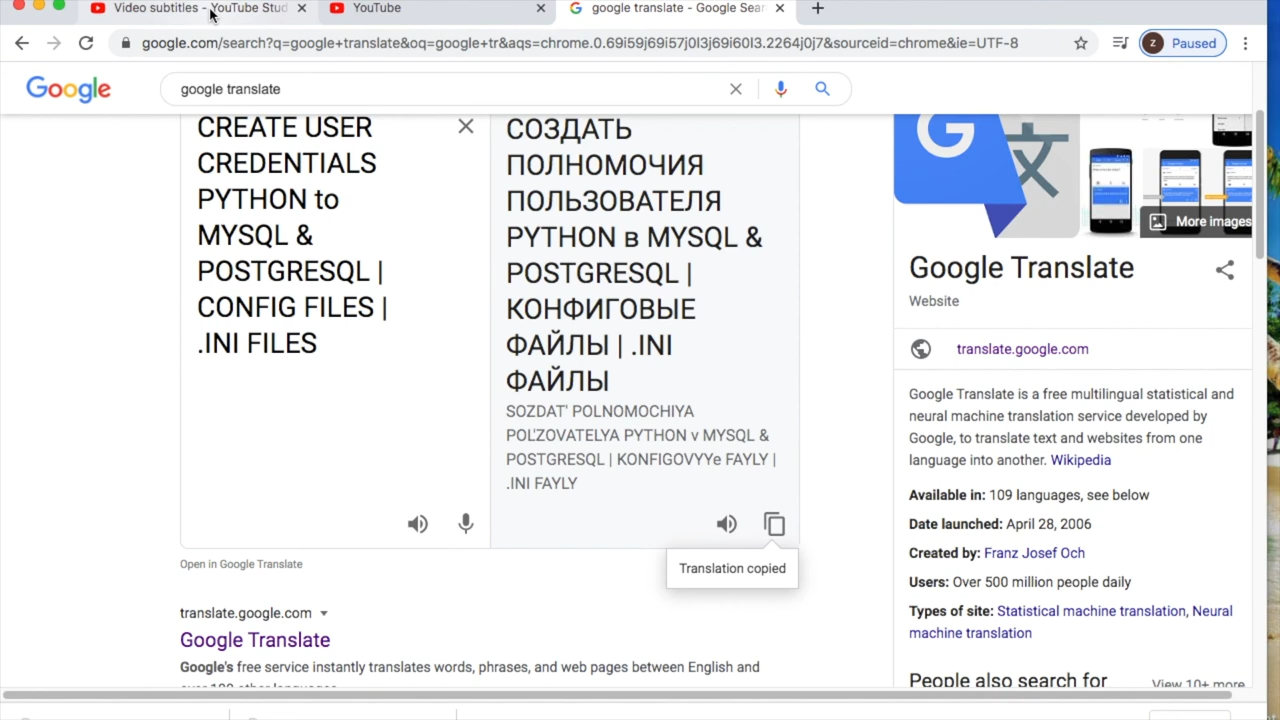 Video subtitles - YouTube Stud
YouTube
google translate - Google Sear
google.com/search?q=google+translate&oq=google+tr&aqs=chrome.0.69i59j69i57j0l3j69i60l3.2264j0j7&sourceid=chrome&ie=UTF-8
z
Paused
Google
google translate
CREATE USER
CREDENTIALS
PYTHON to
MYSQL &
POSTGRESQL |
CONFIG FILES |
.INI FILES
СОЗДАТЬ
ПОЛНОМОЧИЯ
ПОЛЬЗОВАТЕЛЯ
PYTHON в MYSQL &
POSTGRESQL |
КОНФИГОВЫЕ
ФАЙЛЫ | .INI
ФАЙЛЫ
SOZDAT' POLNOMOCHIYA
POL'ZOVATELYA PYTHON v MYSQL &
POSTGRESQL | KONFIGOVYYe FAYLY |
.INI FAYLY
Translation copied
Open in Google Translate
translate.google.com
Google Translate
Google's free service instantly translates words, phrases, and web pages between English and
over 100 other languages.
G
文
More images
Google Translate
Website
translate.google.com
Google Translate is a free multilingual statistical and
neural machine translation service developed by
Google, to translate text and websites from one
language into another. Wikipedia
Available in: 109 languages, see below
Date launched: April 28, 2006
Created by: Franz Josef Och
Users: Over 500 million people daily
Types of site: Statistical machine translation, Neural
machine translation
People also search for
View 10+ more